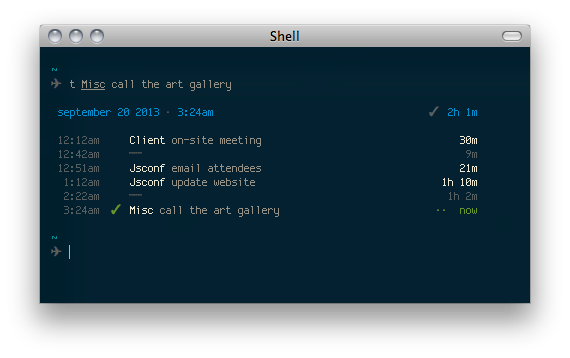 Shell
~
✈ t Misc call the art gallery
september 20 2013 · 3:24am ✓ 2h 1m
12:12am Client on-site meeting 30m
12:42am — 9m
12:51am Jsconf email attendees 21m
1:12am Jsconf update website 1h 10m
2:22am — 1h 2m
3:24am ✓ Misc call the art gallery ·· now
~
✈